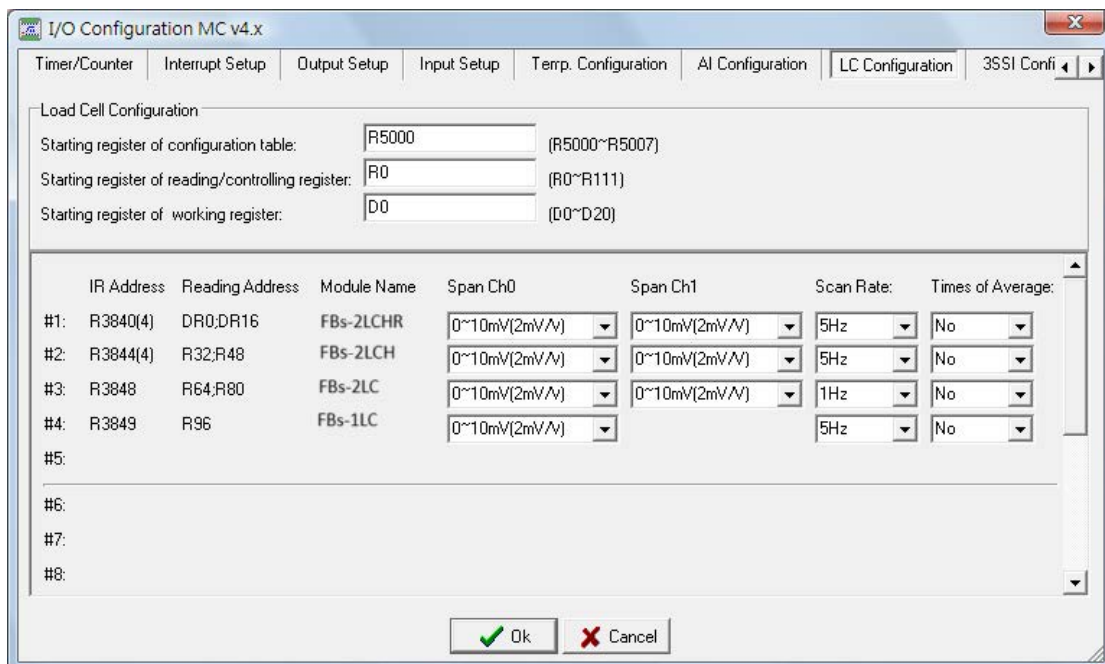 I/O Configuration MC v4.x
Timer/Counter Interrupt Setup Output Setup Input Setup Temp. Configuration AI Configuration LC Configuration 3SSI Confi
Load Cell Configuration
Starting register of configuration table: R5000 (R5000~R5007)
Starting register of reading/controlling register: R0 (R0~R111)
Starting register of working register: D0 (D0~D20)
IR Address Reading Address Module Name Span Ch0 Span Ch1 Scan Rate: Times of Average:
#1: R3840(4) DR0;DR16 FBs-2LCHR 0~10mV(2mV/V) 0~10mV(2mV/V) 5Hz No
#2: R3844(4) R32;R48 FBs-2LCH 0~10mV(2mV/V) 0~10mV(2mV/V) 5Hz No
#3: R3848 R64;R80 FBs-2LC 0~10mV(2mV/V) 0~10mV(2mV/V) 1Hz No
#4: R3849 R96 FBs-1LC 0~10mV(2mV/V) 5Hz No
#5:
#6:
#7:
#8:
Ok Cancel